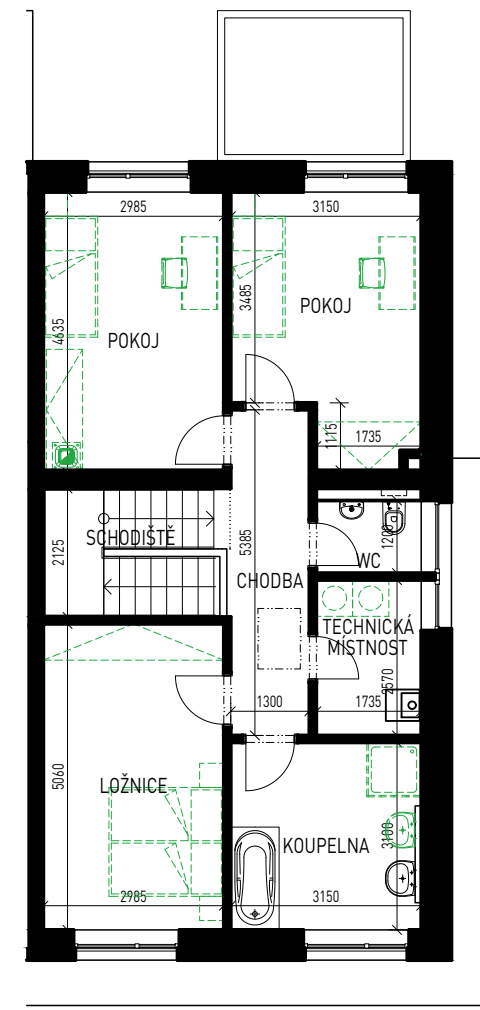 2985
3150
3485
4635
POKOJ
POKOJ
1115
1735
5385
2125
SCHODIŠTĚ
1200
WC
CHODBA
TECHNICKÁ
MÍSTNOST
2570
1300
1735
5060
LOŽNICE
3100
KOUPELNA
2985
3150